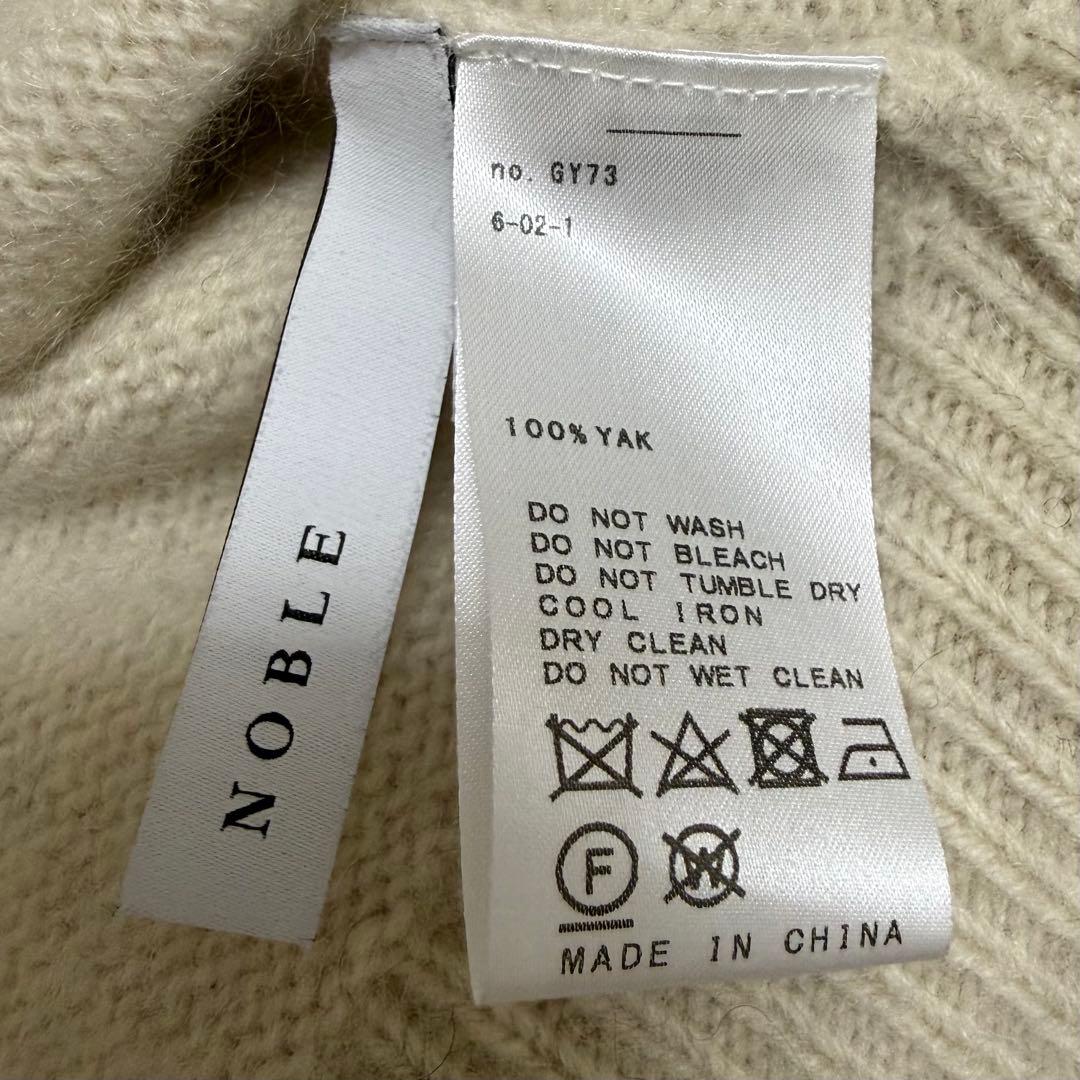 NOBLE
no. GY73
6-02-1
100% YAK
DO NOT WASH
DO NOT BLEACH
DO NOT TUMBLE DRY
COOL IRON
DRY CLEAN
DO NOT WET CLEAN
F W
MADE IN CHINA